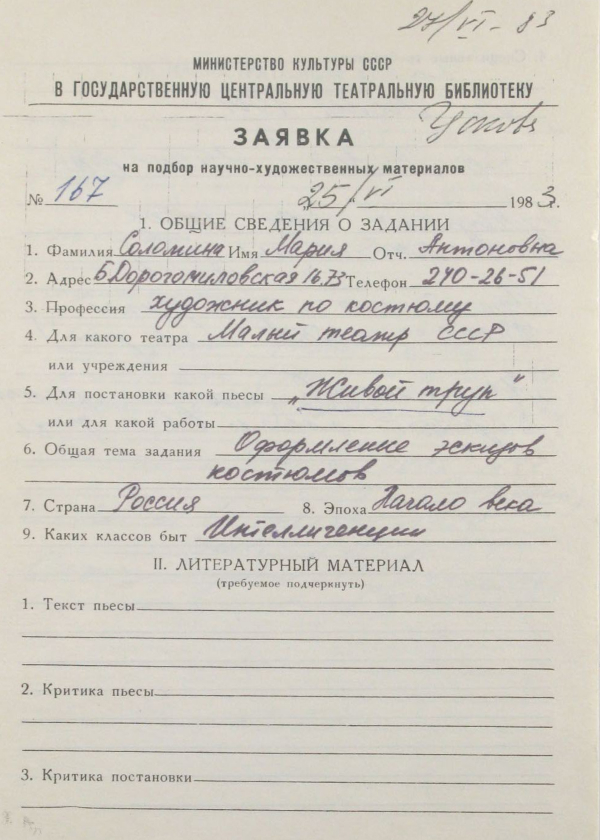 27/VI-83
МИНИСТЕРСТВО КУЛЬТУРЫ СССР
В ГОСУДАРСТВЕННУЮ ЦЕНТРАЛЬНУЮ ТЕАТРАЛЬНУЮ БИБЛИОТЕКУ
ЗАЯВКА
на подбор научно-художественных материалов
№ 167 25/VI 1983 г.
I. ОБЩИЕ СВЕДЕНИЯ О ЗАДАНИИ
1. Фамилия Соломина Имя Мария Отч. Антоновна
2. Адрес Б Дорогомиловская 16.73 Телефон 240-26-51
3. Профессия художник по костюму
4. Для какого театра Малый театр СССР
или учреждения
5. Для постановки какой пьесы „Живой труп"
или для какой работы
6. Общая тема задания Оформление эскизов
костюмов
7. Страна Россия 8. Эпоха Начало века
9. Каких классов быт Интеллигенции
II. ЛИТЕРАТУРНЫЙ МАТЕРИАЛ
(требуемое подчеркнуть)
1. Текст пьесы
2. Критика пьесы
3. Критика постановки